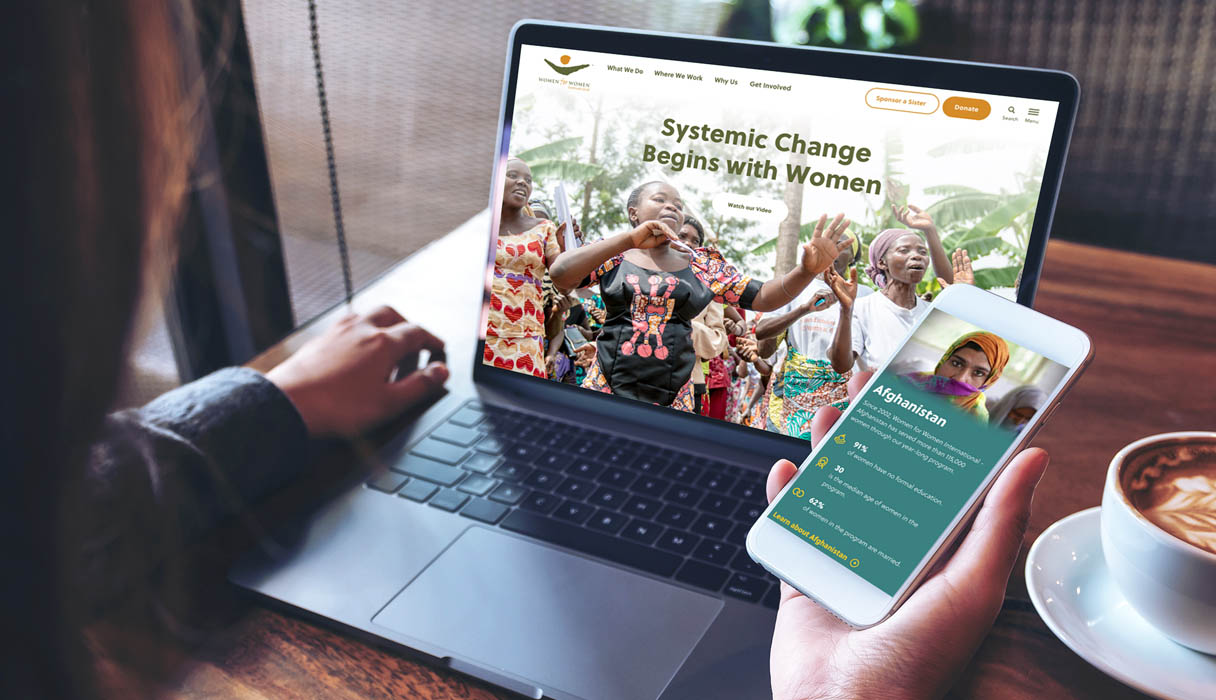 WOMEN for WOMEN
international
What We Do
Where We Work
Why Us
Get Involved
Sponsor a Sister
Donate
Search
Menu
Systemic Change
Begins with Women
Watch our Video
Afghanistan
Since 2002, Women for Women International -
Afghanistan has served more than 115,000
women through our year-long program.
91%
of women have no formal education.
30
is the median age of women in the
program.
62%
of women in the program are married.
Learn about Afghanistan